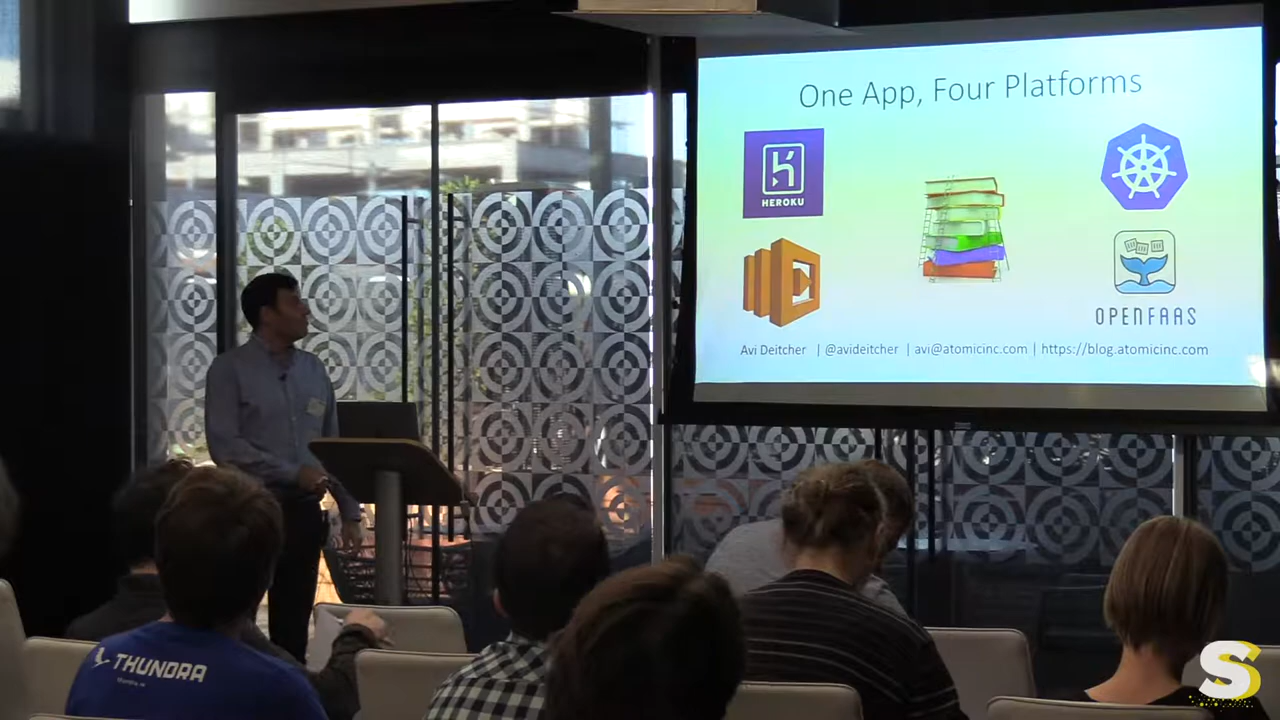 One App, Four Platforms
HEROKU
OPENFAAS
Avi Deitcher | @avideitcher | avi@atomicinc.com | https://blog.atomicinc.com
THUNDRA
S